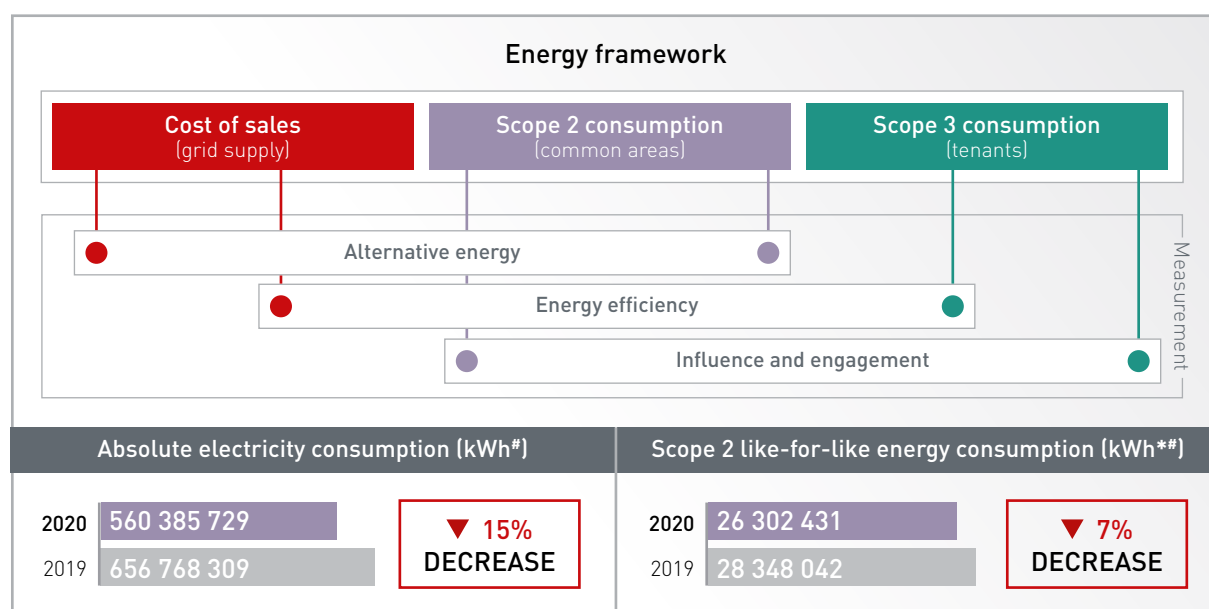 Energy framework
Cost of sales
(grid supply)
Scope 2 consumption
(common areas)
Scope 3 consumption
(tenants)
Alternative energy
Energy efficiency
Influence and engagement
Measurement
Absolute electricity consumption (kWh#)
2020 560 385 729
2019 656 768 309
▼ 15%
DECREASE
Scope 2 like-for-like energy consumption (kWh*#)
2020 26 302 431
2019 28 348 042
▼ 7%
DECREASE